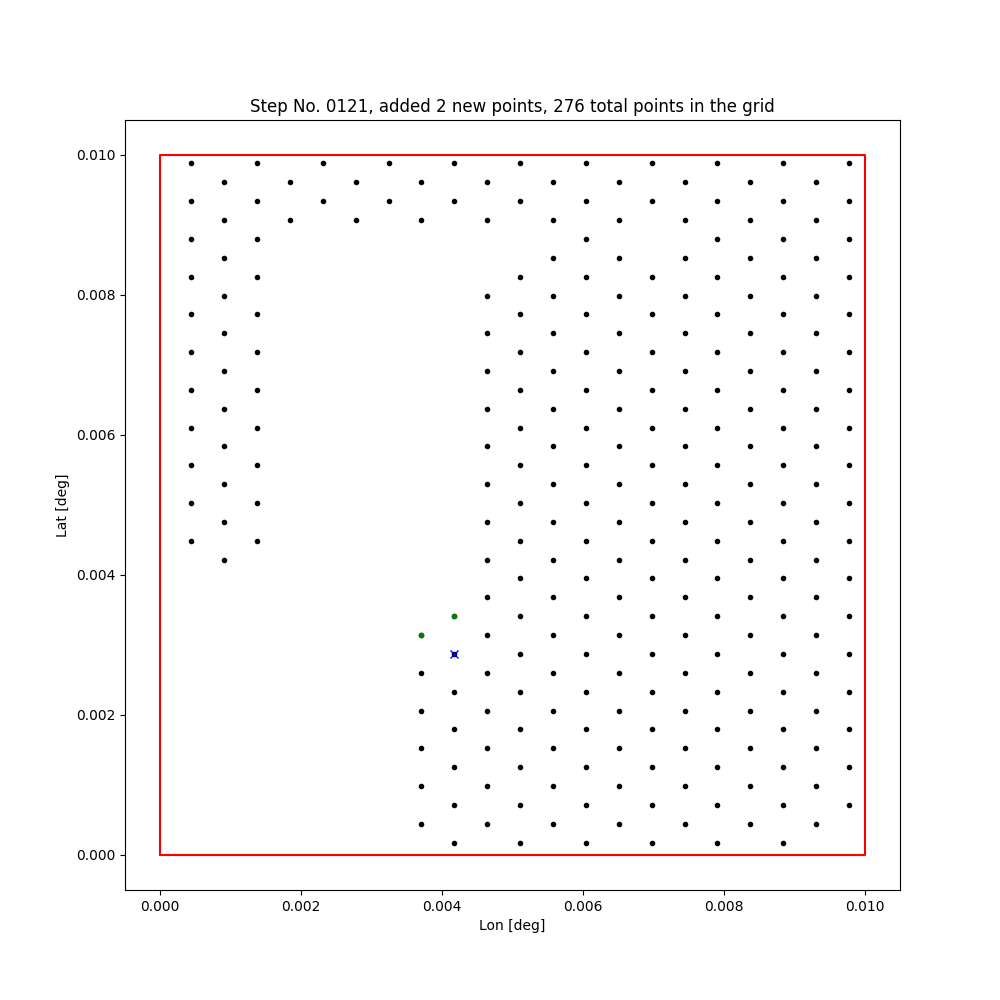 Step No. 0121, added 2 new points, 276 total points in the grid
0.010
0.008
0.006
0.004
0.002
0.000
Lat [deg]
0.000 0.002 0.004 0.006 0.008 0.010
Lon [deg]